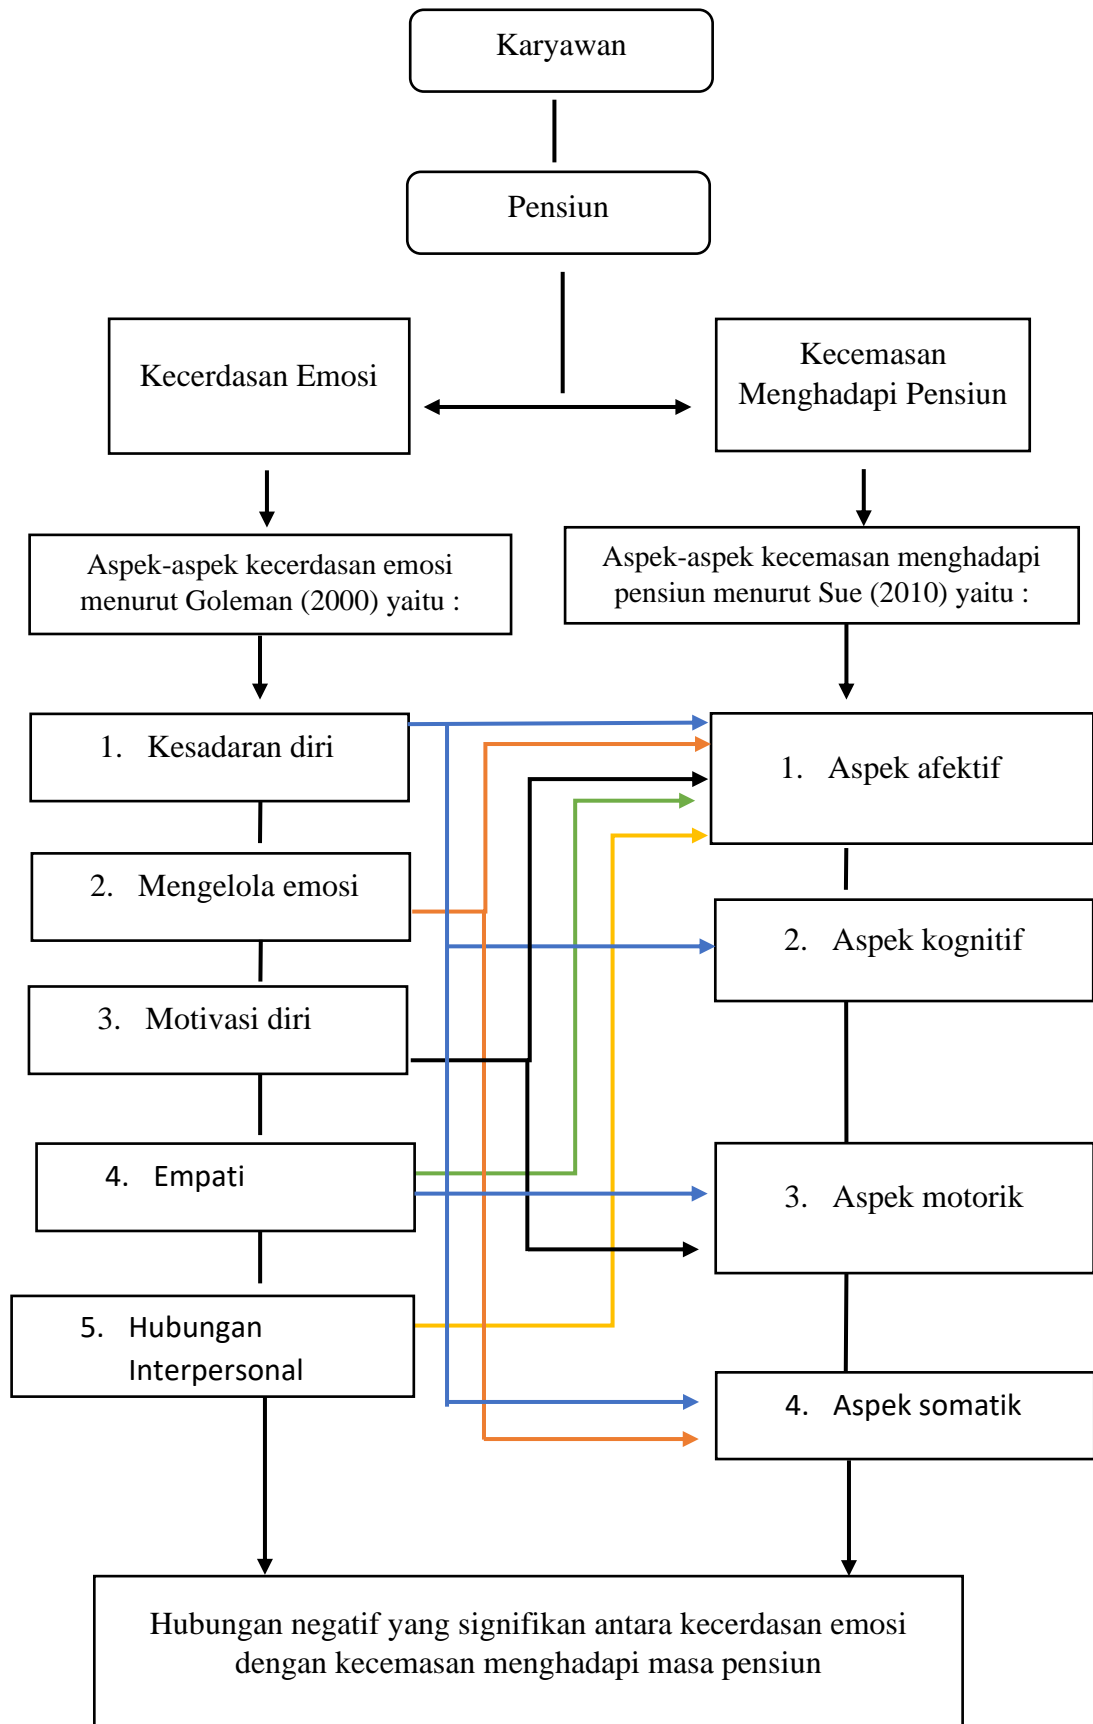 Karyawan
Pensiun
Kecerdasan Emosi
Kecemasan
Menghadapi Pensiun
Aspek-aspek kecerdasan emosi
menurut Goleman (2000) yaitu :
Aspek-aspek kecemasan menghadapi
pensiun menurut Sue (2010) yaitu :
1. Kesadaran diri
2. Mengelola emosi
3. Motivasi diri
4. Empati
5. Hubungan
Interpersonal
1. Aspek afektif
2. Aspek kognitif
3. Aspek motorik
4. Aspek somatik
Hubungan negatif yang signifikan antara kecerdasan emosi
dengan kecemasan menghadapi masa pensiun